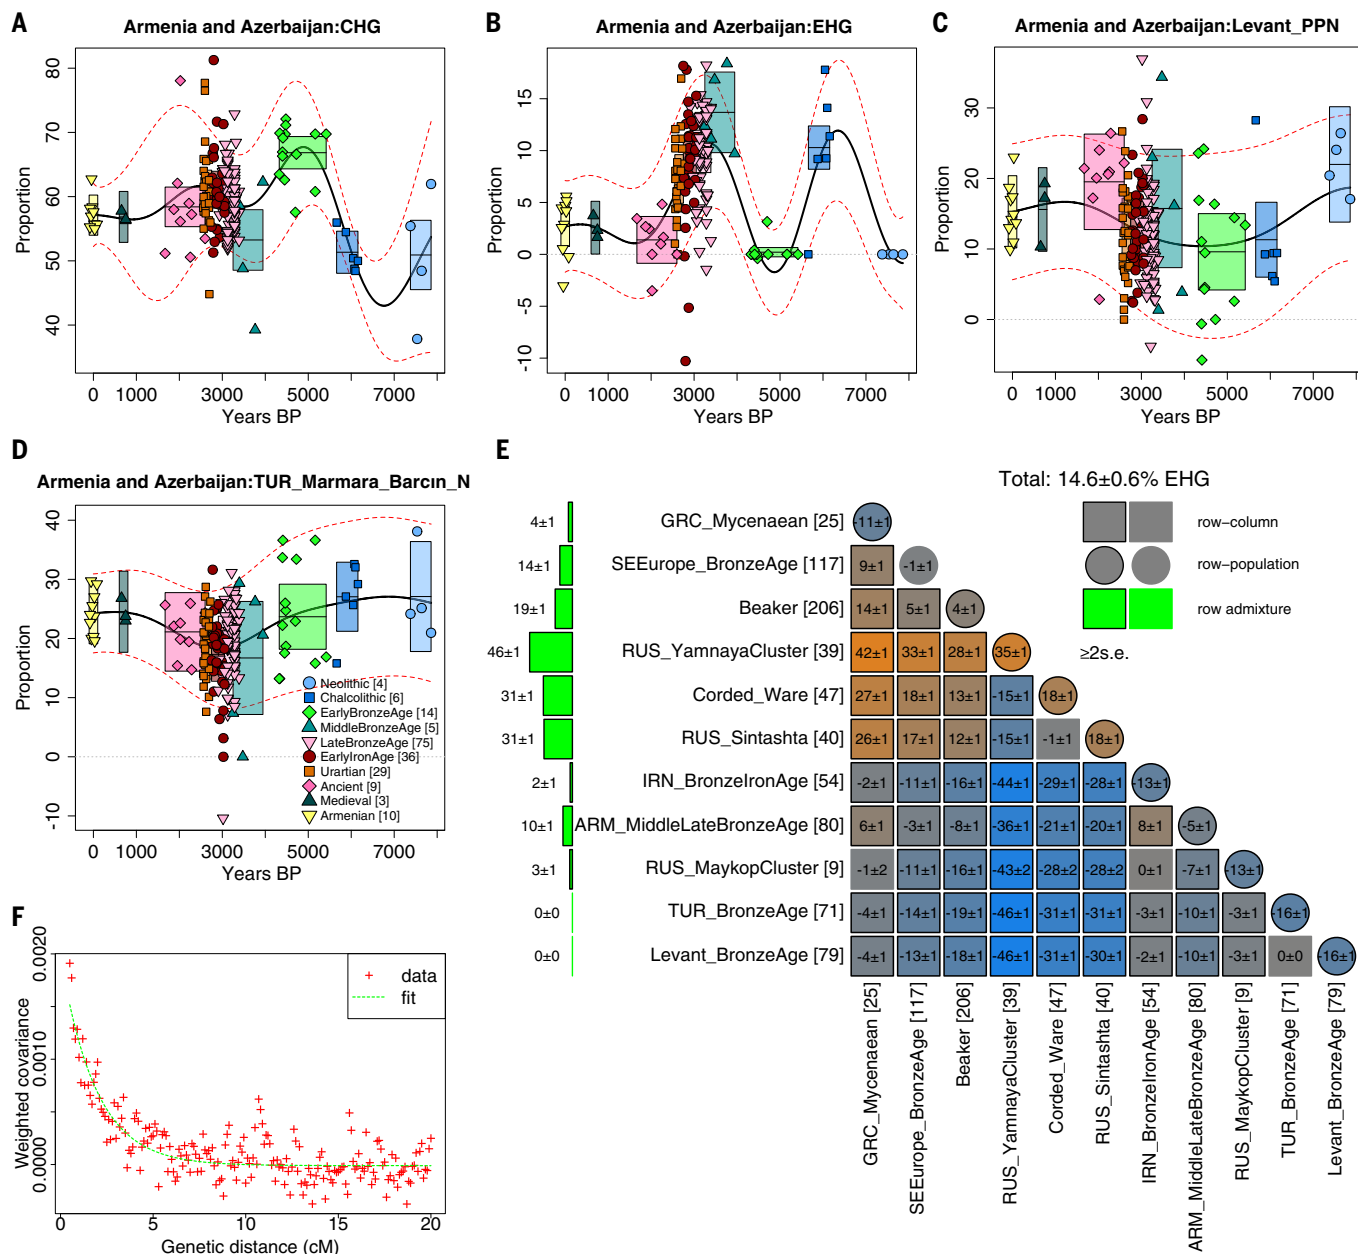 A
Armenia and Azerbaijan:CHG
Proportion
80
70
60
50
40
0 1000 3000 5000 7000
Years BP
B
Armenia and Azerbaijan:EHG
Proportion
15
10
5
0
-5
-10
0 1000 3000 5000 7000
Years BP
C
Armenia and Azerbaijan:Levant_PPN
Proportion
30
20
10
0
0 1000 3000 5000 7000
Years BP
D
Armenia and Azerbaijan:TUR_Marmara_Barcın_N
Proportion
40
30
20
10
0
-10
Neolithic [4]
Chalcolithic [6]
EarlyBronzeAge [14]
MiddleBronzeAge [5]
LateBronzeAge [75]
EarlyIronAge [36]
Urartian [29]
Ancient [9]
Medieval [3]
Armenian [10]
0 1000 3000 5000 7000
Years BP
E
Total: 14.6±0.6% EHG
row−column
row−population
row admixture
≥2s.e.
4±1 GRC_Mycenaean [25] -11±1
14±1 SEEurope_BronzeAge [117] 9±1 -1±1
19±1 Beaker [206] 14±1 5±1 4±1
46±1 RUS_YamnayaCluster [39] 42±1 33±1 28±1 35±1
31±1 Corded_Ware [47] 27±1 18±1 13±1 -15±1 18±1
31±1 RUS_Sintashta [40] 26±1 17±1 12±1 -15±1 -1±1 18±1
2±1 IRN_BronzeIronAge [54] -2±1 -11±1 -16±1 -44±1 -29±1 -28±1 -13±1
10±1 ARM_MiddleLateBronzeAge [80] 6±1 -3±1 -8±1 -36±1 -21±1 -20±1 8±1 -5±1
3±1 RUS_MaykopCluster [9] -1±2 -11±1 -16±1 -43±2 -28±2 -28±2 0±1 -7±1 -13±1
0±0 TUR_BronzeAge [71] -4±1 -14±1 -19±1 -46±1 -31±1 -31±1 -3±1 -10±1 -3±1 -16±1
0±0 Levant_BronzeAge [79] -4±1 -13±1 -18±1 -46±1 -31±1 -30±1 -2±1 -10±1 -3±1 0±0 -16±1
GRC_Mycenaean [25]
SEEurope_BronzeAge [117]
Beaker [206]
RUS_YamnayaCluster [39]
Corded_Ware [47]
RUS_Sintashta [40]
IRN_BronzeIronAge [54]
ARM_MiddleLateBronzeAge [80]
RUS_MaykopCluster [9]
TUR_BronzeAge [71]
Levant_BronzeAge [79]
F
Weighted covariance
0.0020
0.0010
0.0000
data
fit
0 5 10 15 20
Genetic distance (cM)